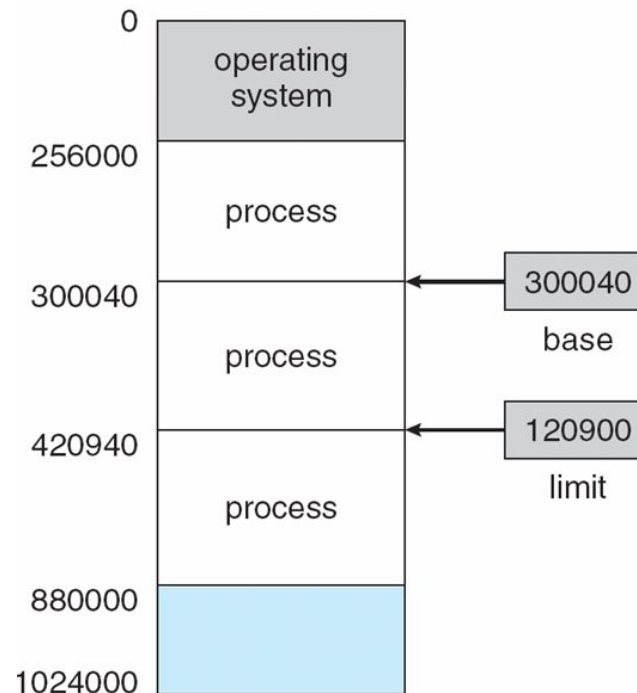 0
operating
system
256000
process
300040
300040
base
process
420940
120900
limit
process
880000
1024000